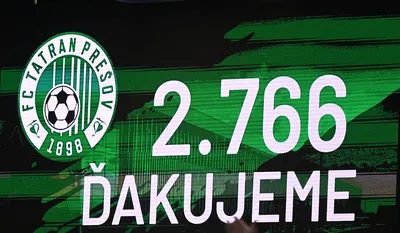 FC TATRAN PREŠOV
1898
2.766
ĎAKUJEME